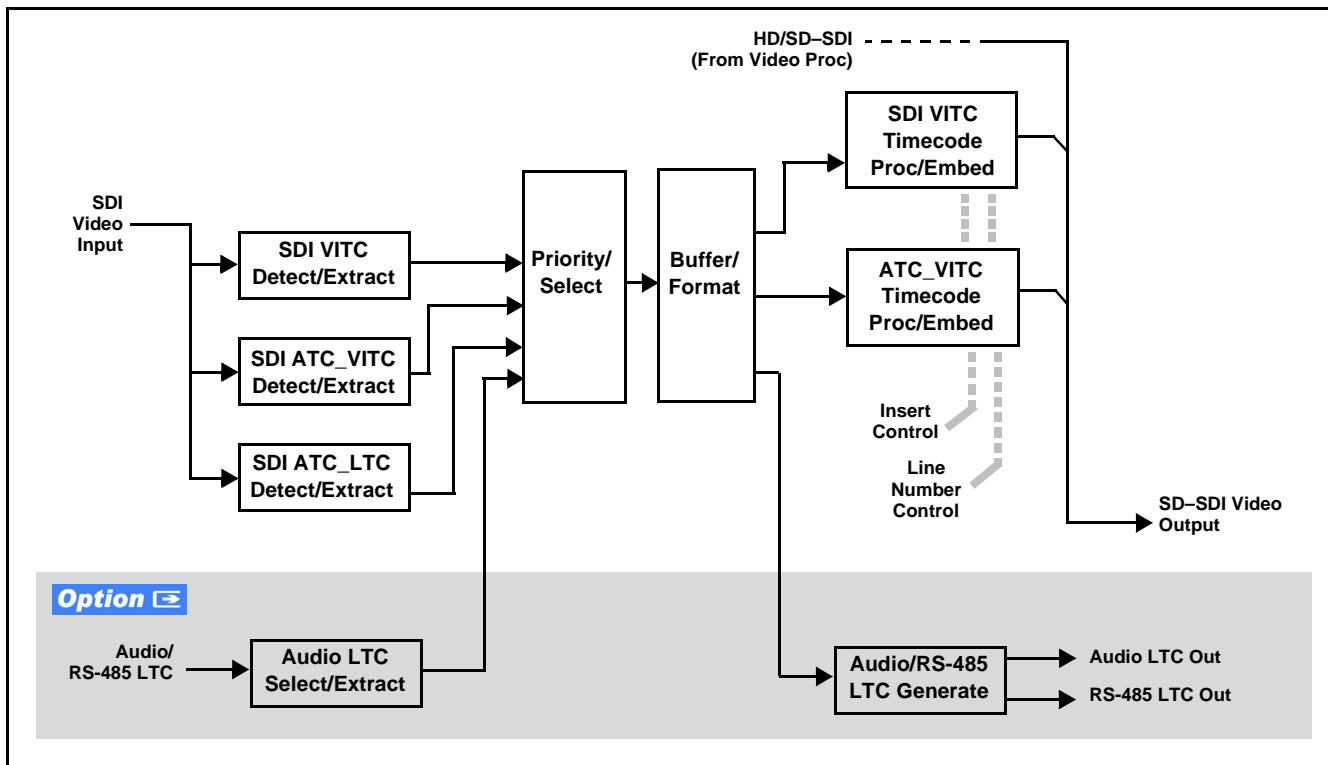 HD/SD–SDI
(From Video Proc)
SDI VITC
Timecode
Proc/Embed
SDI
Video
Input
SDI VITC
Detect/Extract
Priority/
Select
Buffer/
Format
ATC_VITC
Timecode
Proc/Embed
SDI ATC_VITC
Detect/Extract
SDI ATC_LTC
Detect/Extract
Insert
Control
Line
Number
Control
SD–SDI Video
Output
Option
Audio/
RS-485 LTC
Audio LTC
Select/Extract
Audio/RS-485
LTC Generate
Audio LTC Out
RS-485 LTC Out